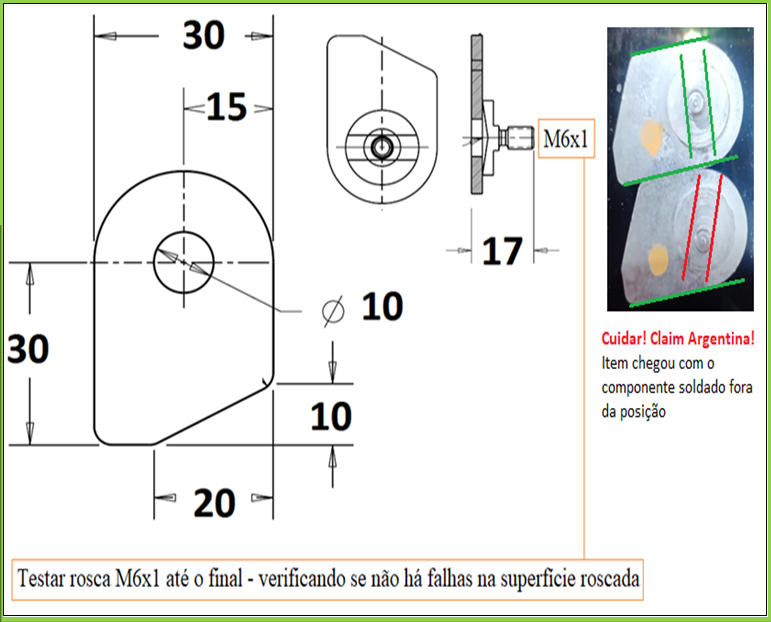 30
15
M6x1
17
Ø 10
30
10
20
Cuidar! Claim Argentina!
Item chegou com o
componente soldado fora
da posição
Testar rosca M6x1 até o final - verificando se não há falhas na superfície roscada